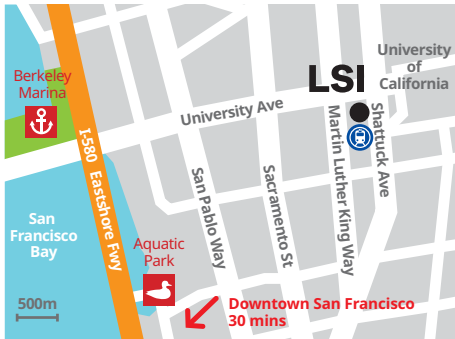 University
of
California
LSI
Berkeley
Marina
University Ave
I-580 Eastshore Fwy
San Pablo Way
Sacramento St
Martin Luther King Way
Shattuck Ave
San
Francisco
Bay
Aquatic
Park
500m
Downtown San Francisco
30 mins